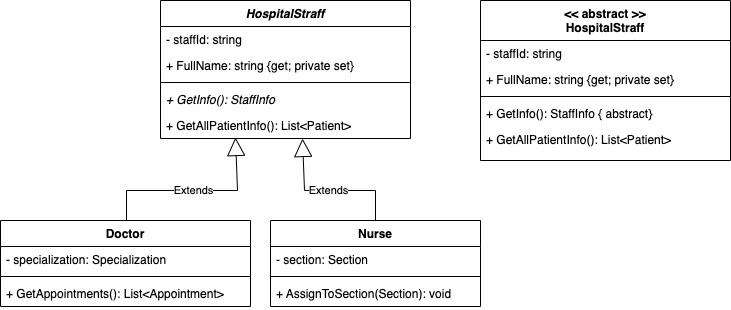 HospitalStraff
- staffId: string
+ FullName: string {get; private set}
+ GetInfo(): StaffInfo
+ GetAllPatientInfo(): List<Patient>
<< abstract >>
HospitalStraff
- staffId: string
+ FullName: string {get; private set}
+ GetInfo(): StaffInfo { abstract}
+ GetAllPatientInfo(): List<Patient>
Extends
Extends
Doctor
- specialization: Specialization
+ GetAppointments(): List<Appointment>
Nurse
- section: Section
+ AssignToSection(Section): void